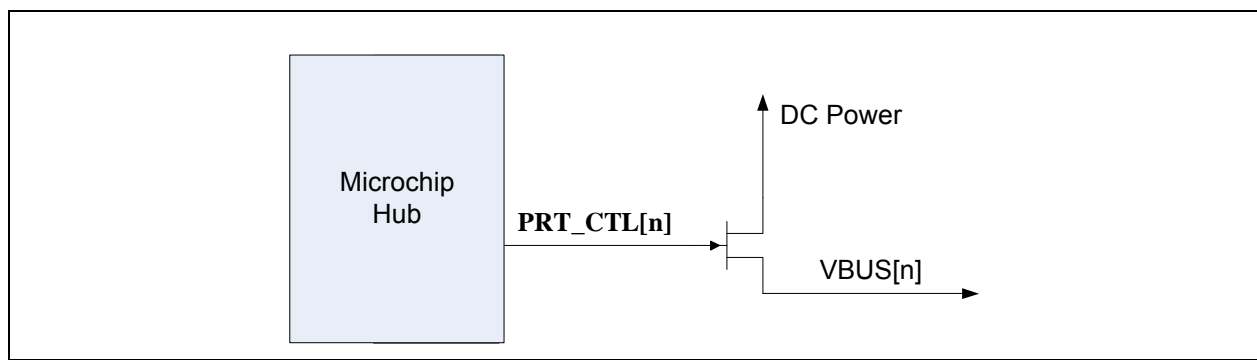 Microchip
Hub
PRT_CTL[n]
DC Power
VBUS[n]